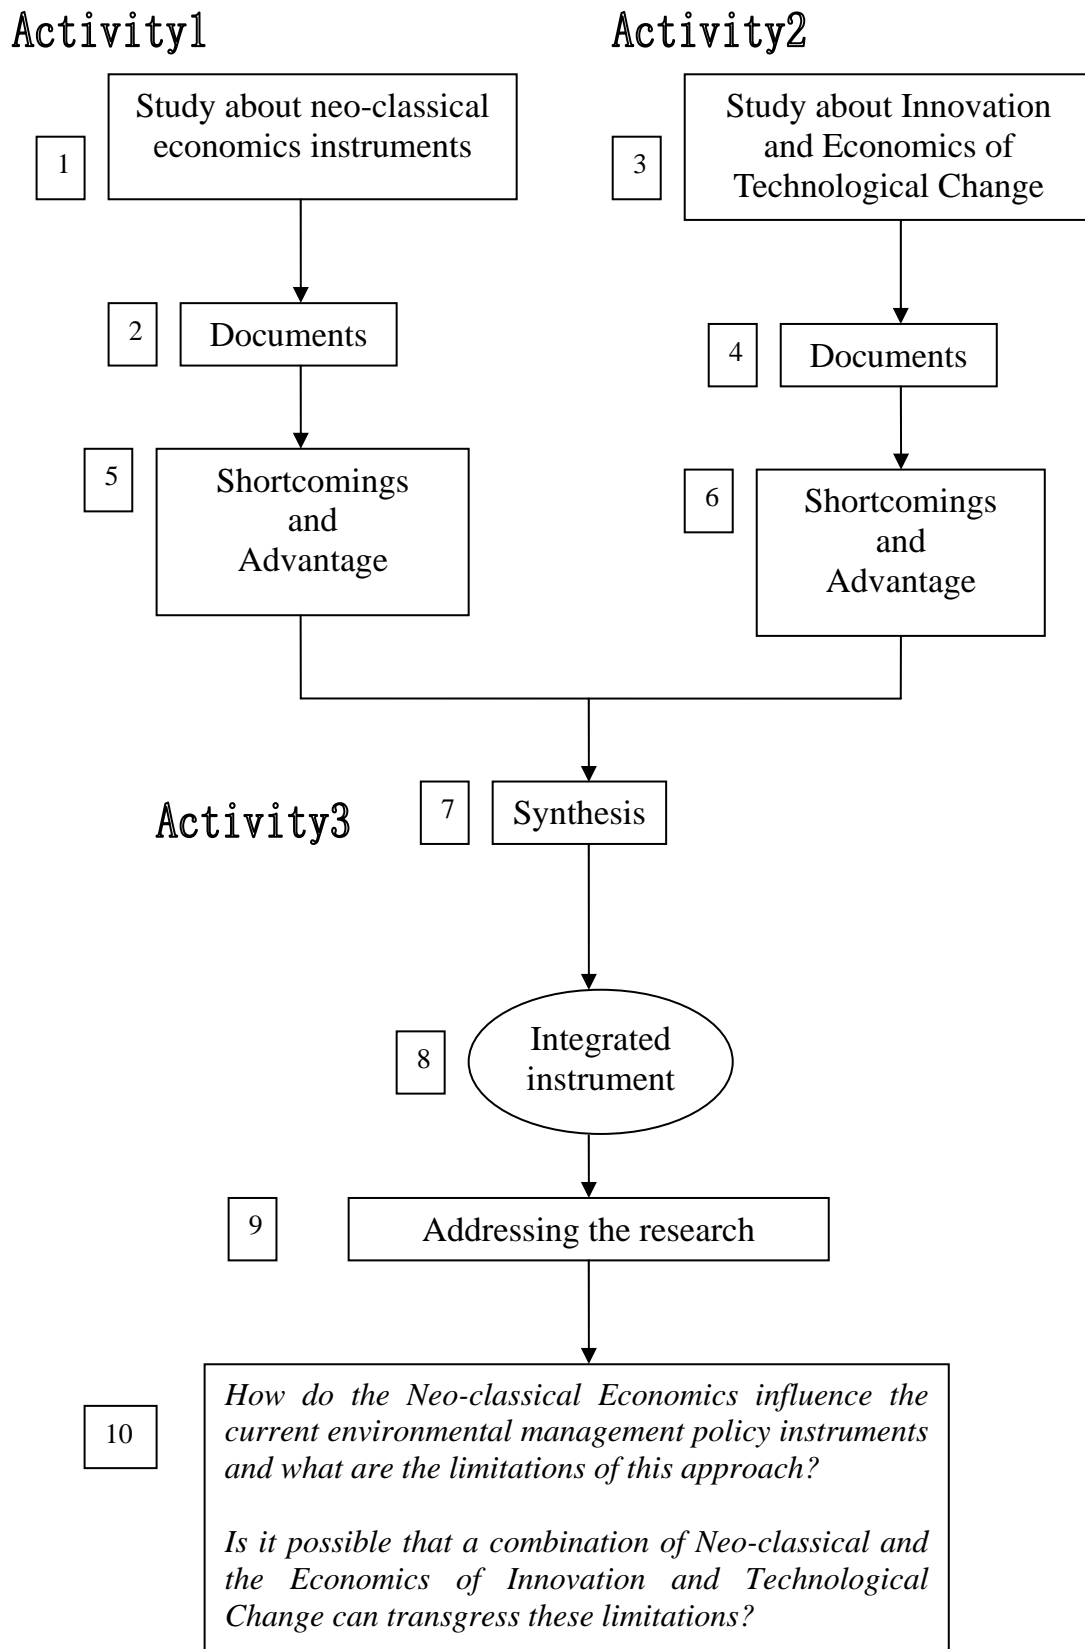 Activity1
Activity2
1
Study about neo-classical
economics instruments
3
Study about Innovation
and Economics of
Technological Change
2
Documents
4
Documents
5
Shortcomings
and
Advantage
6
Shortcomings
and
Advantage
Activity3
7
Synthesis
8
Integrated
instrument
9
Addressing the research
10
How do the Neo-classical Economics influence the
current environmental management policy instruments
and what are the limitations of this approach?
Is it possible that a combination of Neo-classical and
the Economics of Innovation and Technological
Change can transgress these limitations?